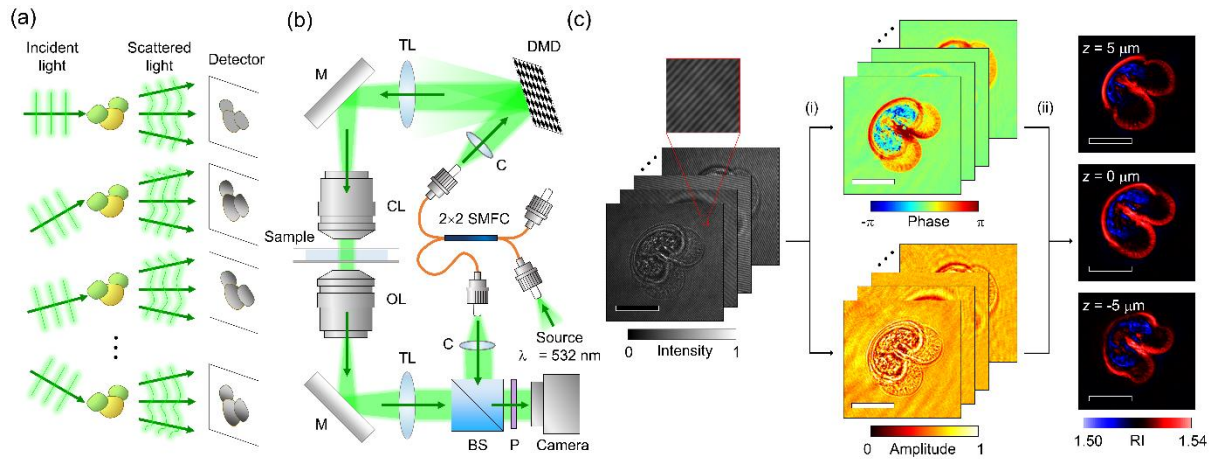 (a)
Incident
light
Scattered
light
Detector
(b)
M
TL
DMD
C
CL
2×2 SMFC
Sample
OL
C
Source
λ = 532 nm
M
TL
BS
P
Camera
(c)
0 Intensity 1
(i)
-π Phase π
0 Amplitude 1
(ii)
z = 5 μm
z = 0 μm
z = -5 μm
1.50 RI 1.54